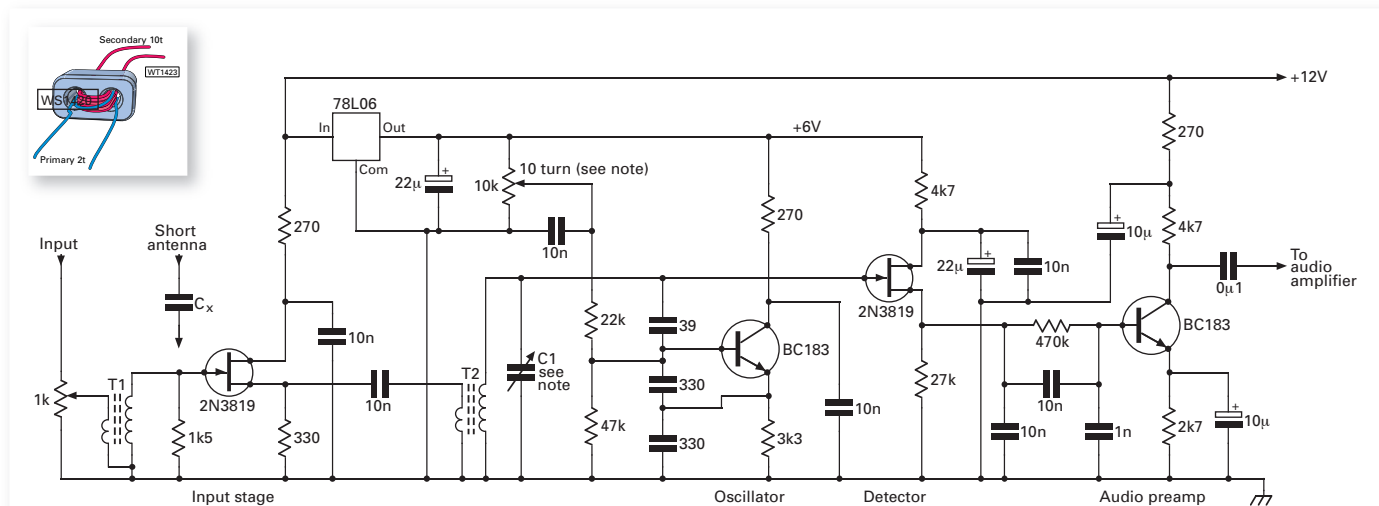 Secondary 10t
WT1423
WS1420
Primary 2t
+12V
78L06
In
Out
Com
+6V
270
10 turn (see note)
10k
22µ
+
4k7
270
270
10µ
+
4k7
Input
Short
antenna
Cx
10n
22µ
+
10n
0µ1
To
audio
amplifier
2N3819
BC183
22k
39
BC183
470k
10n
C1
see
note
T1
T2
2N3819
10n
1k
1k5
330
47k
330
330
10n
3k3
27k
10n
10n
1n
2k7
+
10µ
Input stage
Oscillator
Detector
Audio preamp